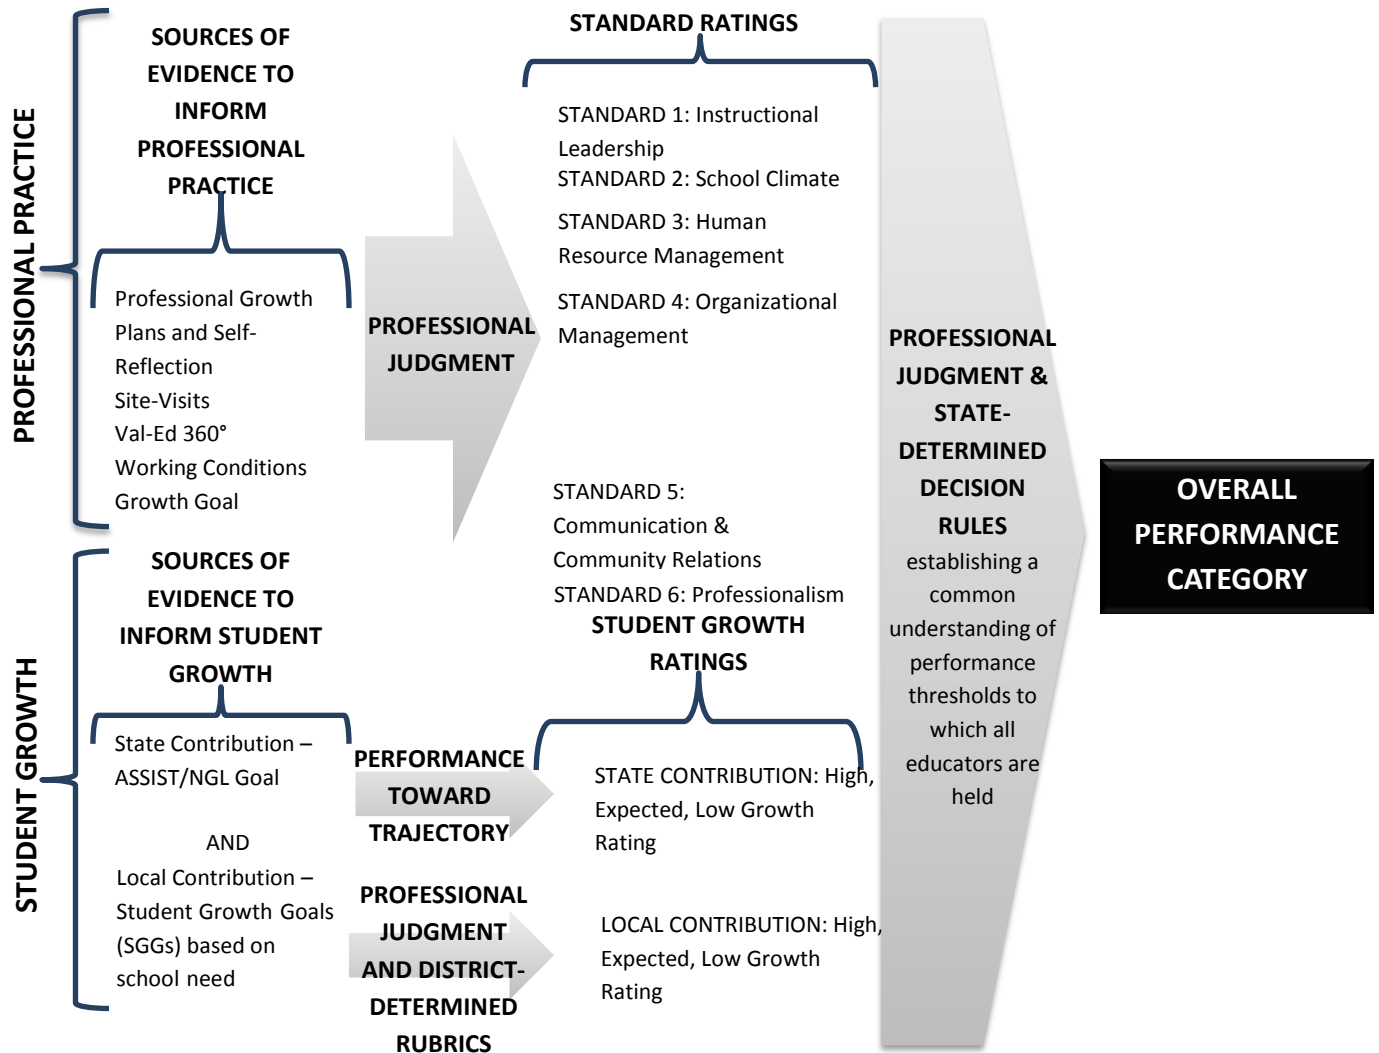 PROFESSIONAL PRACTICE
SOURCES OF
EVIDENCE TO
INFORM
PROFESSIONAL
PRACTICE
Professional Growth
Plans and Self-
Reflection
Site-Visits
Val-Ed 360°
Working Conditions
Growth Goal
PROFESSIONAL
JUDGMENT
STANDARD RATINGS
STANDARD 1: Instructional
Leadership
STANDARD 2: School Climate
STANDARD 3: Human
Resource Management
STANDARD 4: Organizational
Management
STANDARD 5:
Communication &
Community Relations
STANDARD 6: Professionalism
STUDENT GROWTH
SOURCES OF
EVIDENCE TO
INFORM STUDENT
GROWTH
State Contribution –
ASSIST/NGL Goal
AND
Local Contribution –
Student Growth Goals
(SGGs) based on
school need
PERFORMANCE
TOWARD
TRAJECTORY
PROFESSIONAL
JUDGMENT
AND DISTRICT-
DETERMINED
RUBRICS
STUDENT GROWTH
RATINGS
STATE CONTRIBUTION: High,
Expected, Low Growth
Rating
LOCAL CONTRIBUTION: High,
Expected, Low Growth
Rating
PROFESSIONAL
JUDGMENT &
STATE-
DETERMINED
DECISION
RULES
establishing a
common
understanding of
performance
thresholds to
which all
educators are
held
OVERALL
PERFORMANCE
CATEGORY